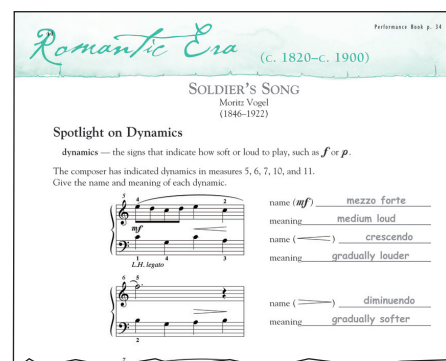 Performance Book p. 34
Romantic Era
(C. 1820–C. 1900)
SOLDIER'S SONG
Moritz Vogel
(1846–1922)
Spotlight on Dynamics
dynamics — the signs that indicate how soft or loud to play, such as f or p.
The composer has indicated dynamics in measures 5, 6, 7, 10, and 11.
Give the name and meaning of each dynamic.
5
4 2
mf
1 3 4
L.H. legato
name (mf) mezzo forte
meaning medium loud
name ( ) crescendo
meaning gradually louder
6
5
2
name ( ) diminuendo
meaning gradually softer
7